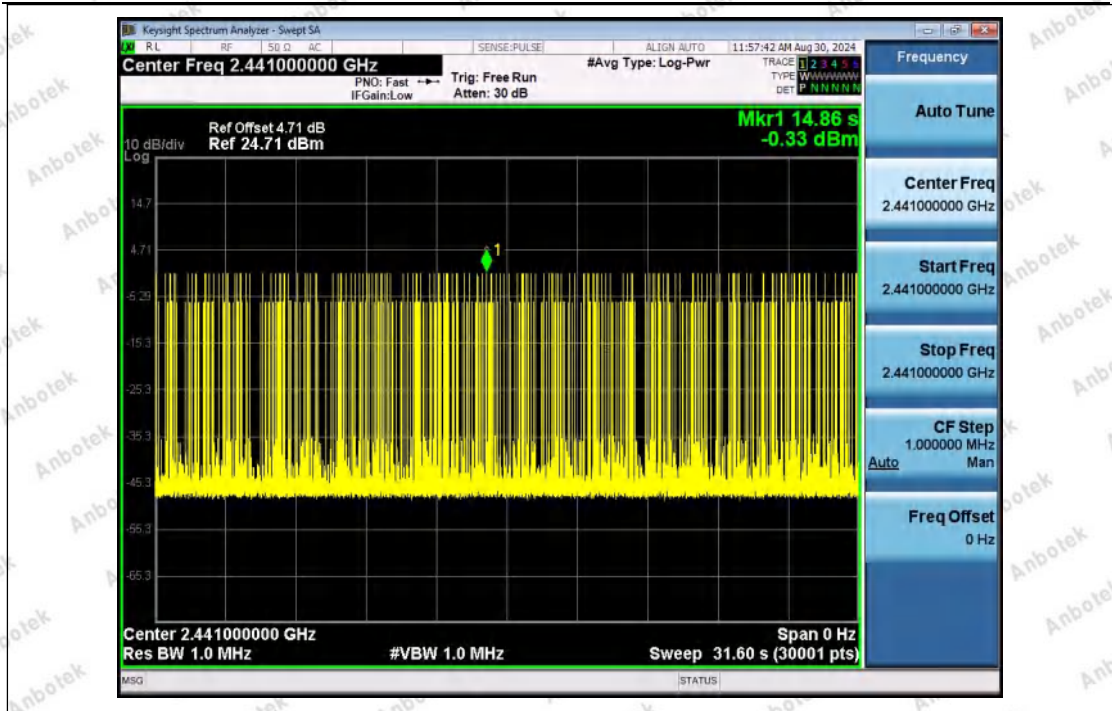 Keysight Spectrum Analyzer - Swept SA
RL RF 50 Ω AC SENSE:PULSE ALIGN AUTO 11:57:42 AM Aug 30, 2024
Center Freq 2.441000000 GHz
PNO: Fast
IFGain:Low
Trig: Free Run
Atten: 30 dB
#Avg Type: Log-Pwr
TRACE 1 2 3 4 5 6
TYPE WWWWWW
DET P N N N N N
Mkr1 14.86 s
-0.33 dBm
Ref Offset 4.71 dB
10 dB/div Ref 24.71 dBm
Log
14.7
4.71
-5.29
-15.3
-25.3
-35.3
-45.3
-55.3
-65.3
1
Center 2.441000000 GHz Span 0 Hz
Res BW 1.0 MHz #VBW 1.0 MHz Sweep 31.60 s (30001 pts)
MSG STATUS
Frequency
Auto Tune
Center Freq
2.441000000 GHz
Start Freq
2.441000000 GHz
Stop Freq
2.441000000 GHz
CF Step
1.000000 MHz
Auto Man
Freq Offset
0 Hz
Anbotek